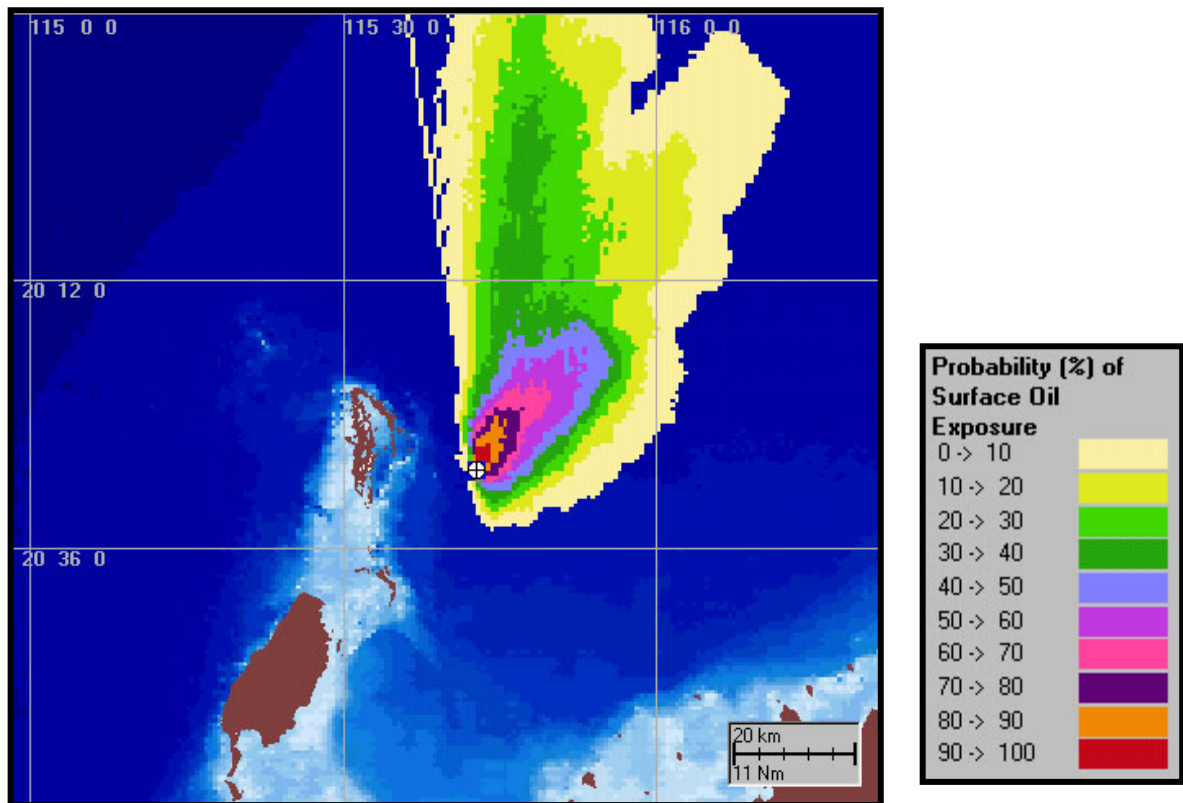 115 0 0
115 30 0
116 0 0
20 12 0
20 36 0
20 km
11 Nm
Probability (%) of
Surface Oil
Exposure
0 -> 10
10 -> 20
20 -> 30
30 -> 40
40 -> 50
50 -> 60
60 -> 70
70 -> 80
80 -> 90
90 -> 100